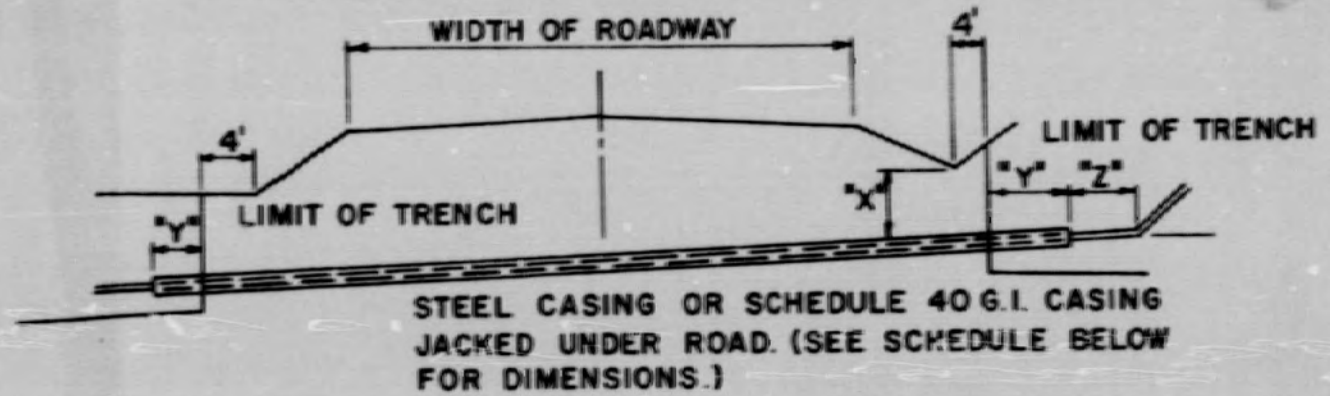 WIDTH OF ROADWAY
4'
4'
LIMIT OF TRENCH
"Y"
"Z"
"X"
LIMIT OF TRENCH
"Y"
STEEL CASING OR SCHEDULE 40 G.I. CASING
JACKED UNDER ROAD. (SEE SCHEDULE BELOW
FOR DIMENSIONS.)